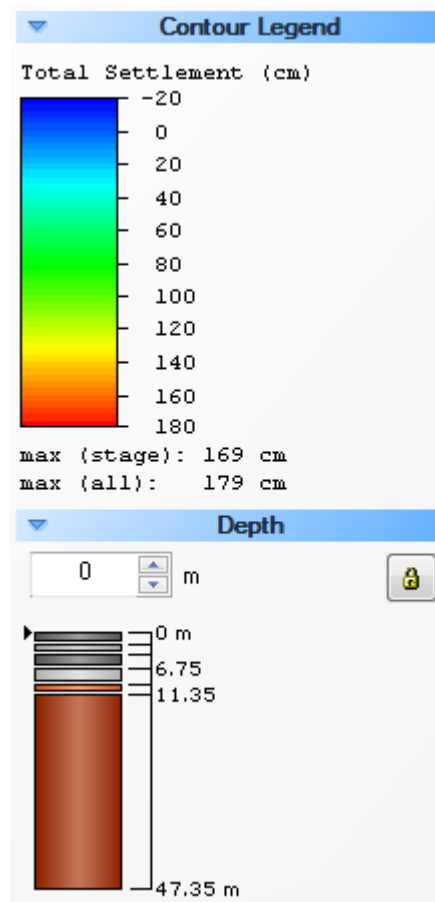 Contour Legend
Total Settlement (cm)
-20
0
20
40
60
80
100
120
140
160
180
max (stage): 169 cm
max (all): 179 cm
Depth
0 m
0 m
6.75
11.35
47.35 m